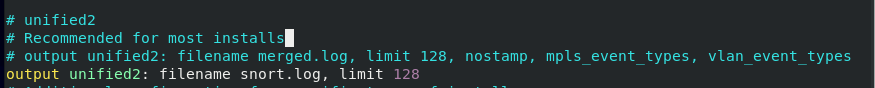 # unified2
# Recommended for most installs
# output unified2: filename merged.log, limit 128, nostamp, mpls_event_types, vlan_event_types
output unified2: filename snort.log, limit 128